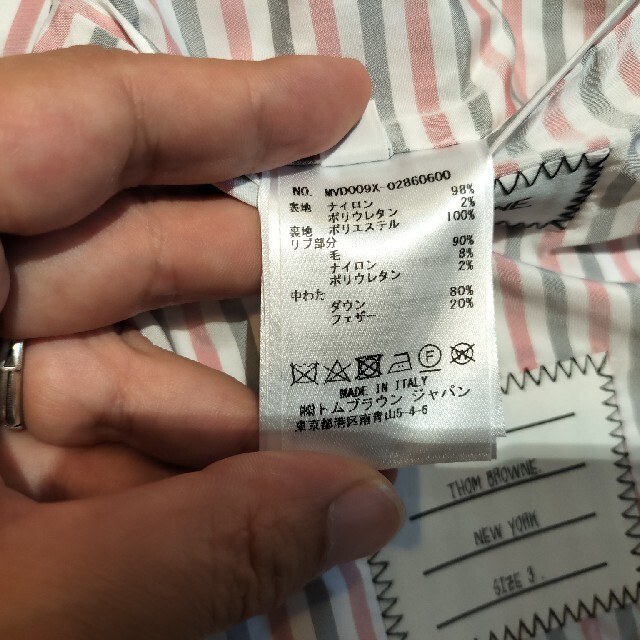 NO. MVD009X-02860600
表地 ナイロン 98%
ポリウレタン 2%
裏地 ポリエステル 100%
リブ部分
毛 90%
ナイロン 8%
ポリウレタン 2%
中わた
ダウン 80%
フェザー 20%
MADE IN ITALY
㈱トムブラウン ジャパン
東京都港区南青山5-4-6
THOM BROWNE.
NEW YORK
SIZE 3.